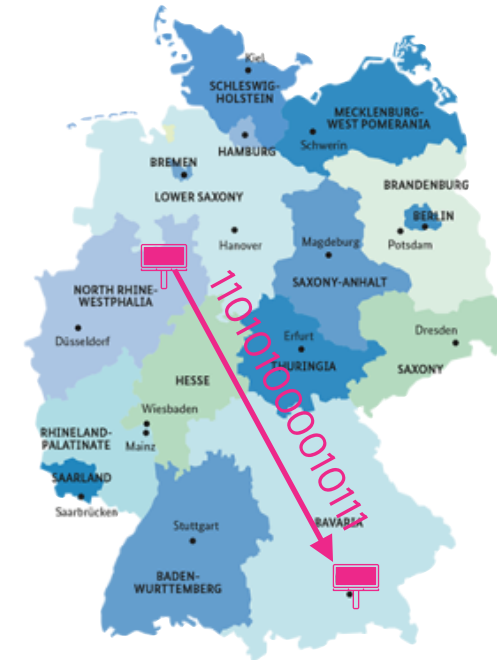 Kiel
SCHLESWIG-
HOLSTEIN
MECKLENBURG-
WEST POMERANIA
HAMBURG
Schwerin
BREMEN
LOWER SAXONY
BRANDENBURG
BERLIN
Hanover
Magdeburg
Potsdam
SAXONY-ANHALT
NORTH RHINE-
WESTPHALIA
Düsseldorf
Erfurt
THURINGIA
Dresden
SAXONY
HESSE
Wiesbaden
Mainz
RHINELAND-
PALATINATE
SAARLAND
Saarbrücken
Stuttgart
BADEN-
WURTTEMBERG
BAVARIA
1101010000010111